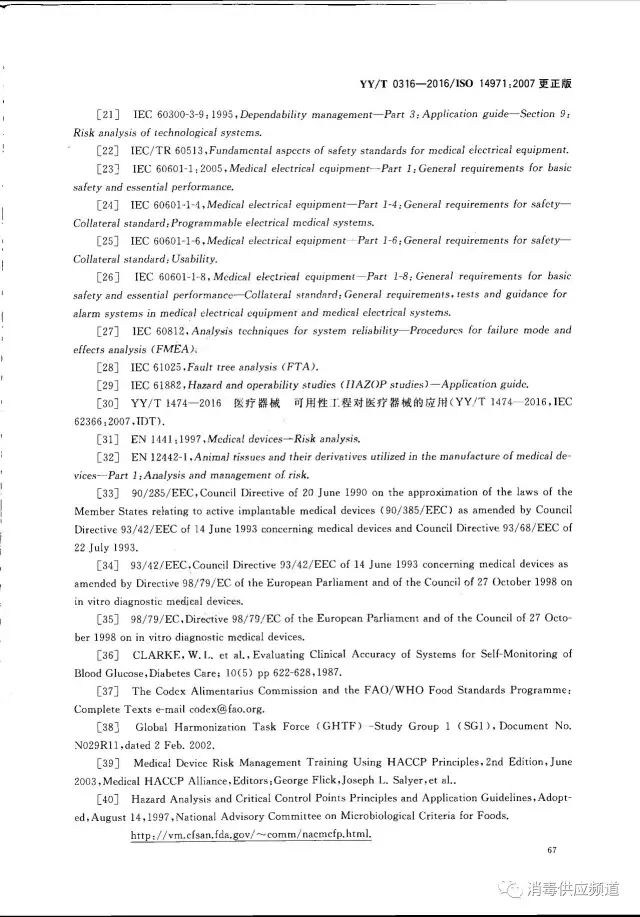 YY/T 0316—2016/ISO 14971:2007 更正版
[21] IEC 60300-3-9:1995,Dependability management—Part 3:Application guide—Section 9:
Risk analysis of technological systems.
[22] IEC/TR 60513,Fundamental aspects of safety standards for medical electrical equipment.
[23] IEC 60601-1:2005,Medical electrical equipment—Part 1:General requirements for basic
safety and essential performance.
[24] IEC 60601-1-4,Medical electrical equipment—Part 1-4:General requirements for safety—
Collateral standard:Programmable electrical medical systems.
[25] IEC 60601-1-6,Medical electrical equipment—Part 1-6:General requirements for safety—
Collateral standard:Usability.
[26] IEC 60601-1-8,Medical electrical equipment—Part 1-8:General requirements for basic
safety and essential performance—Collateral standard:General requirements,tests and guidance for
alarm systems in medical electrical equipment and medical electrical systems.
[27] IEC 60812,Analysis techniques for system reliability—Procedures for failure mode and
effects analysis (FMEA).
[28] IEC 61025,Fault tree analysis (FTA).
[29] IEC 61882,Hazard and operability studies (HAZOP studies)—Application guide.
[30] YY/T 1474—2016 医疗器械 可用性工程对医疗器械的应用(YY/T 1474—2016,IEC
62366:2007,IDT).
[31] EN 1441:1997,Medical devices—Risk analysis.
[32] EN 12442-1,Animal tissues and their derivatives utilized in the manufacture of medical de-
vices—Part 1:Analysis and management of risk.
[33] 90/285/EEC,Council Directive of 20 June 1990 on the approximation of the laws of the
Member States relating to active implantable medical devices (90/385/EEC) as amended by Council
Directive 93/42/EEC of 14 June 1993 concerning medical devices and Council Directive 93/68/EEC of
22 July 1993.
[34] 93/42/EEC,Council Directive 93/42/EEC of 14 June 1993 concerning medical devices as
amended by Directive 98/79/EC of the European Parliament and of the Council of 27 October 1998 on
in vitro diagnostic medical devices.
[35] 98/79/EC,Directive 98/79/EC of the European Parliament and of the Council of 27 Octo-
ber 1998 on in vitro diagnostic medical devices.
[36] CLARKE,W.L. et al.,Evaluating Clinical Accuracy of Systems for Self-Monitoring of
Blood Glucose,Diabetes Care; 10(5) pp 622-628,1987.
[37] The Codex Alimentarius Commission and the FAO/WHO Food Standards Programme:
Complete Texts e-mail codex@fao.org.
[38] Global Harmonization Task Force (GHTF) -Study Group 1 (SG1),Document No.
N029R11,dated 2 Feb. 2002.
[39] Medical Device Risk Management Training Using HACCP Principles,2nd Edition,June
2003,Medical HACCP Alliance,Editors:George Flick,Joseph L. Salyer,et al..
[40] Hazard Analysis and Critical Control Points Principles and Application Guidelines,Adopt-
ed,August 14,1997,National Advisory Committee on Microbiological Criteria for Foods.
http://vm.cfsan.fda.gov/～comm/nacmcfp.html.
67
消毒供应频道